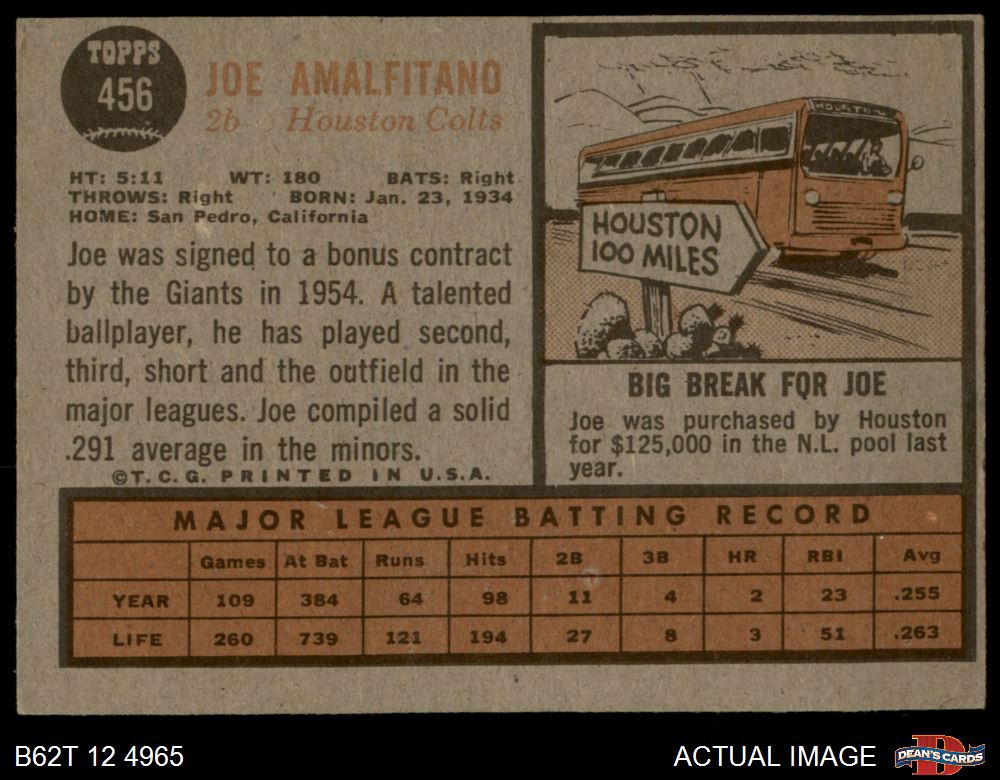 TOPPS
456
JOE AMALFITANO
2b Houston Colts
HT: 5:11 WT: 180 BATS: Right
THROWS: Right BORN: Jan. 23, 1934
HOME: San Pedro, California
Joe was signed to a bonus contract
by the Giants in 1954. A talented
ballplayer, he has played second,
third, short and the outfield in the
major leagues. Joe compiled a solid
.291 average in the minors.
©T.C.G. PRINTED IN U.S.A.
HOUSTON
HOUSTON
100 MILES
BIG BREAK FOR JOE
Joe was purchased by Houston
for $125,000 in the N.L. pool last
year.
MAJOR LEAGUE BATTING RECORD
Games At Bat Runs Hits 2B 3B HR RBI Avg
YEAR 109 384 64 98 11 4 2 23 .255
LIFE 260 739 121 194 27 8 3 51 .263
B62T 12 4965
ACTUAL IMAGE
D
DEAN'S CARDS